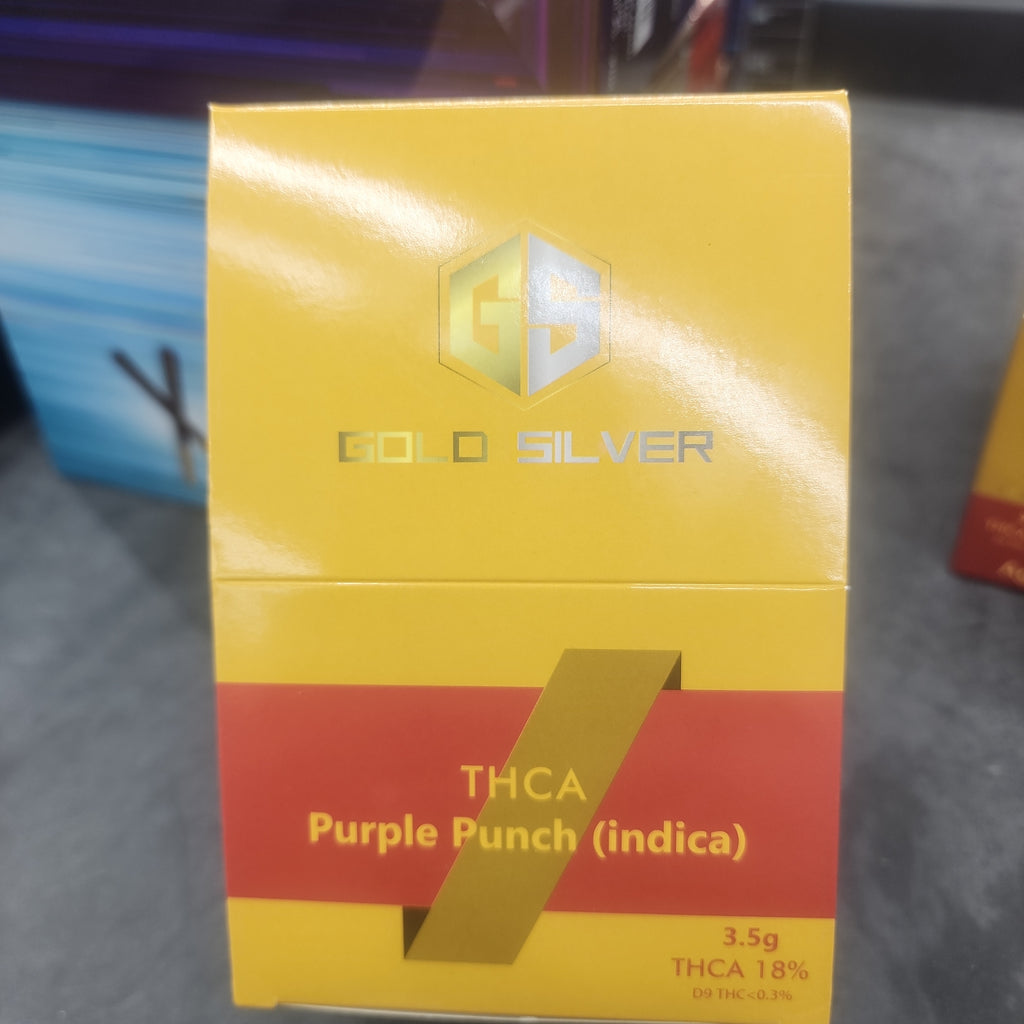 GS
GOLD SILVER
THCA
Purple Punch (indica)
3.5g
THCA 18%
D9 THC<0.3%